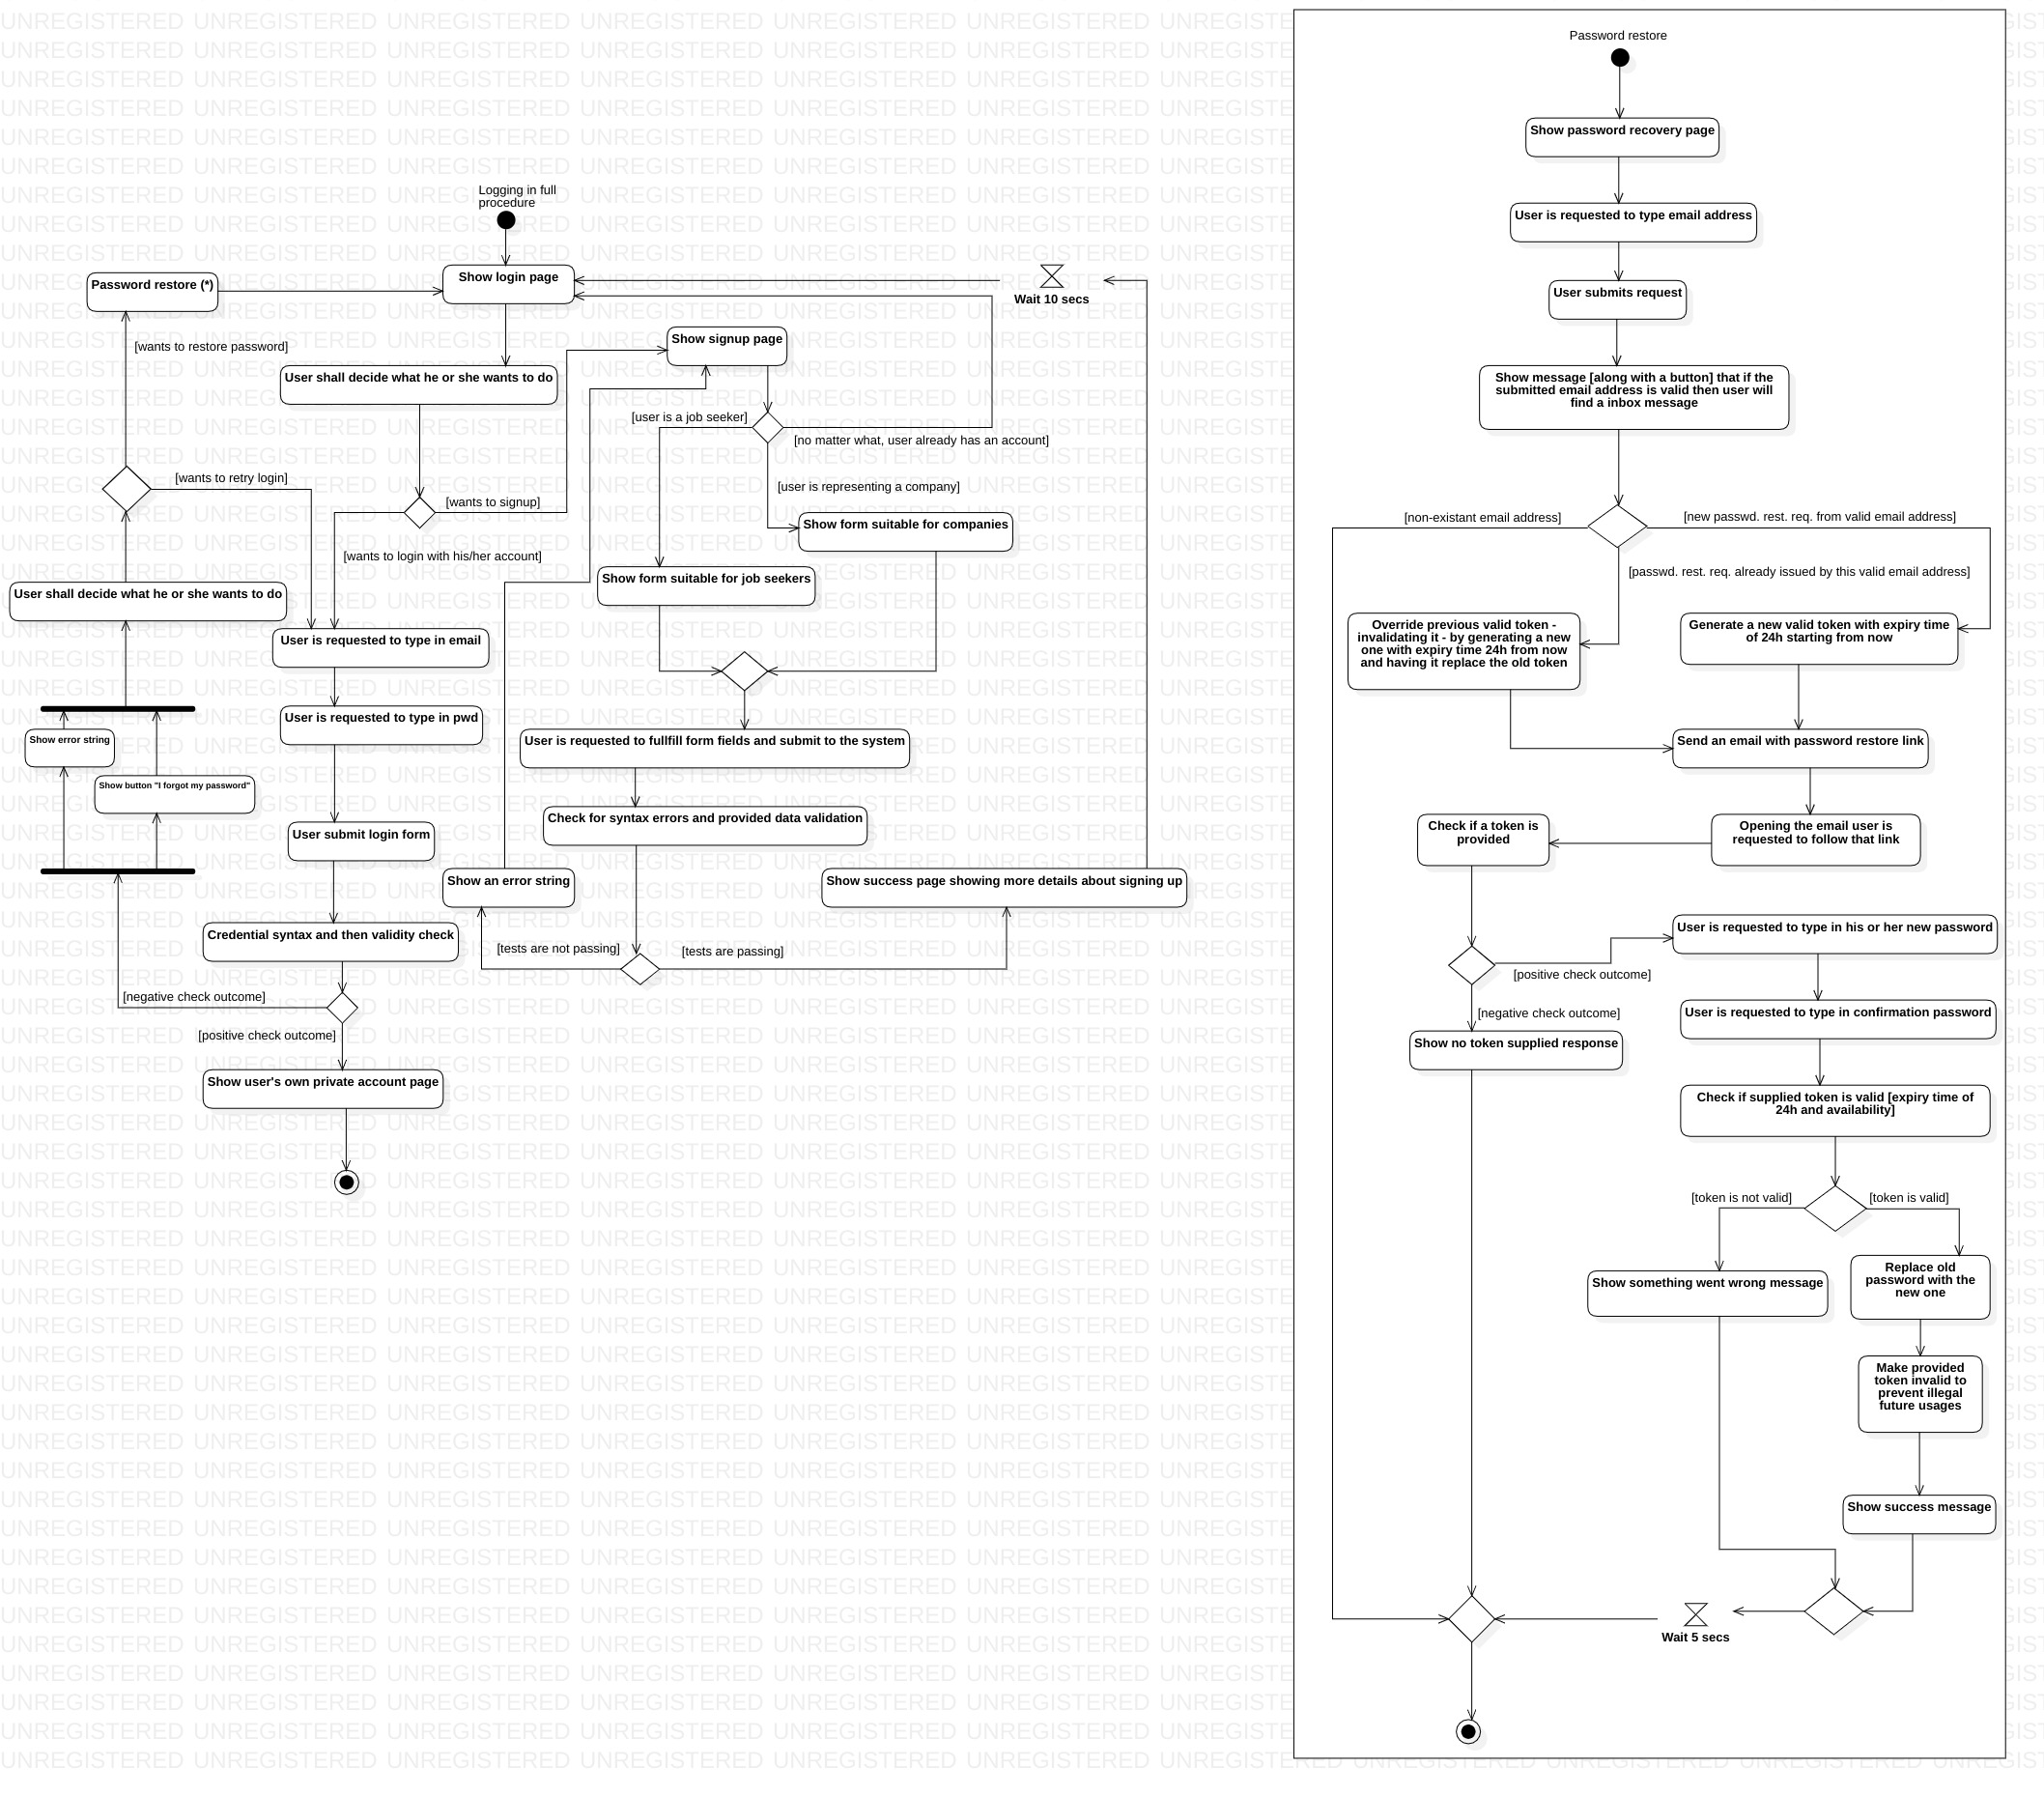 Logging in full
procedure
Show login page
Password restore (*)
Wait 10 secs
[wants to restore password]
Show signup page
User shall decide what he or she wants to do
[user is a job seeker]
[no matter what, user already has an account]
[wants to retry login]
[wants to signup]
[user is representing a company]
Show form suitable for companies
[wants to login with his/her account]
Show form suitable for job seekers
User shall decide what he or she wants to do
User is requested to type in email
User is requested to type in pwd
Show error string
User is requested to fullfill form fields and submit to the system
Show button "I forgot my password"
Check for syntax errors and provided data validation
User submit login form
Show an error string
Show success page showing more details about signing up
Credential syntax and then validity check
[tests are not passing]
[tests are passing]
[negative check outcome]
[positive check outcome]
Show user's own private account page
Password restore
Show password recovery page
User is requested to type email address
User submits request
Show message [along with a button] that if the
submitted email address is valid then user will
find a inbox message
[non-existant email address]
[new passwd. rest. req. from valid email address]
[passwd. rest. req. already issued by this valid email address]
Override previous valid token -
invalidating it - by generating a new
one with expiry time 24h from now
and having it replace the old token
Generate a new valid token with expiry time
of 24h starting from now
Send an email with password restore link
Check if a token is
provided
Opening the email user is
requested to follow that link
User is requested to type in his or her new password
[positive check outcome]
[negative check outcome]
User is requested to type in confirmation password
Show no token supplied response
Check if supplied token is valid [expiry time of
24h and availability]
[token is not valid]
[token is valid]
Show something went wrong message
Replace old
password with the
new one
Make provided
token invalid to
prevent illegal
future usages
Show success message
Wait 5 secs